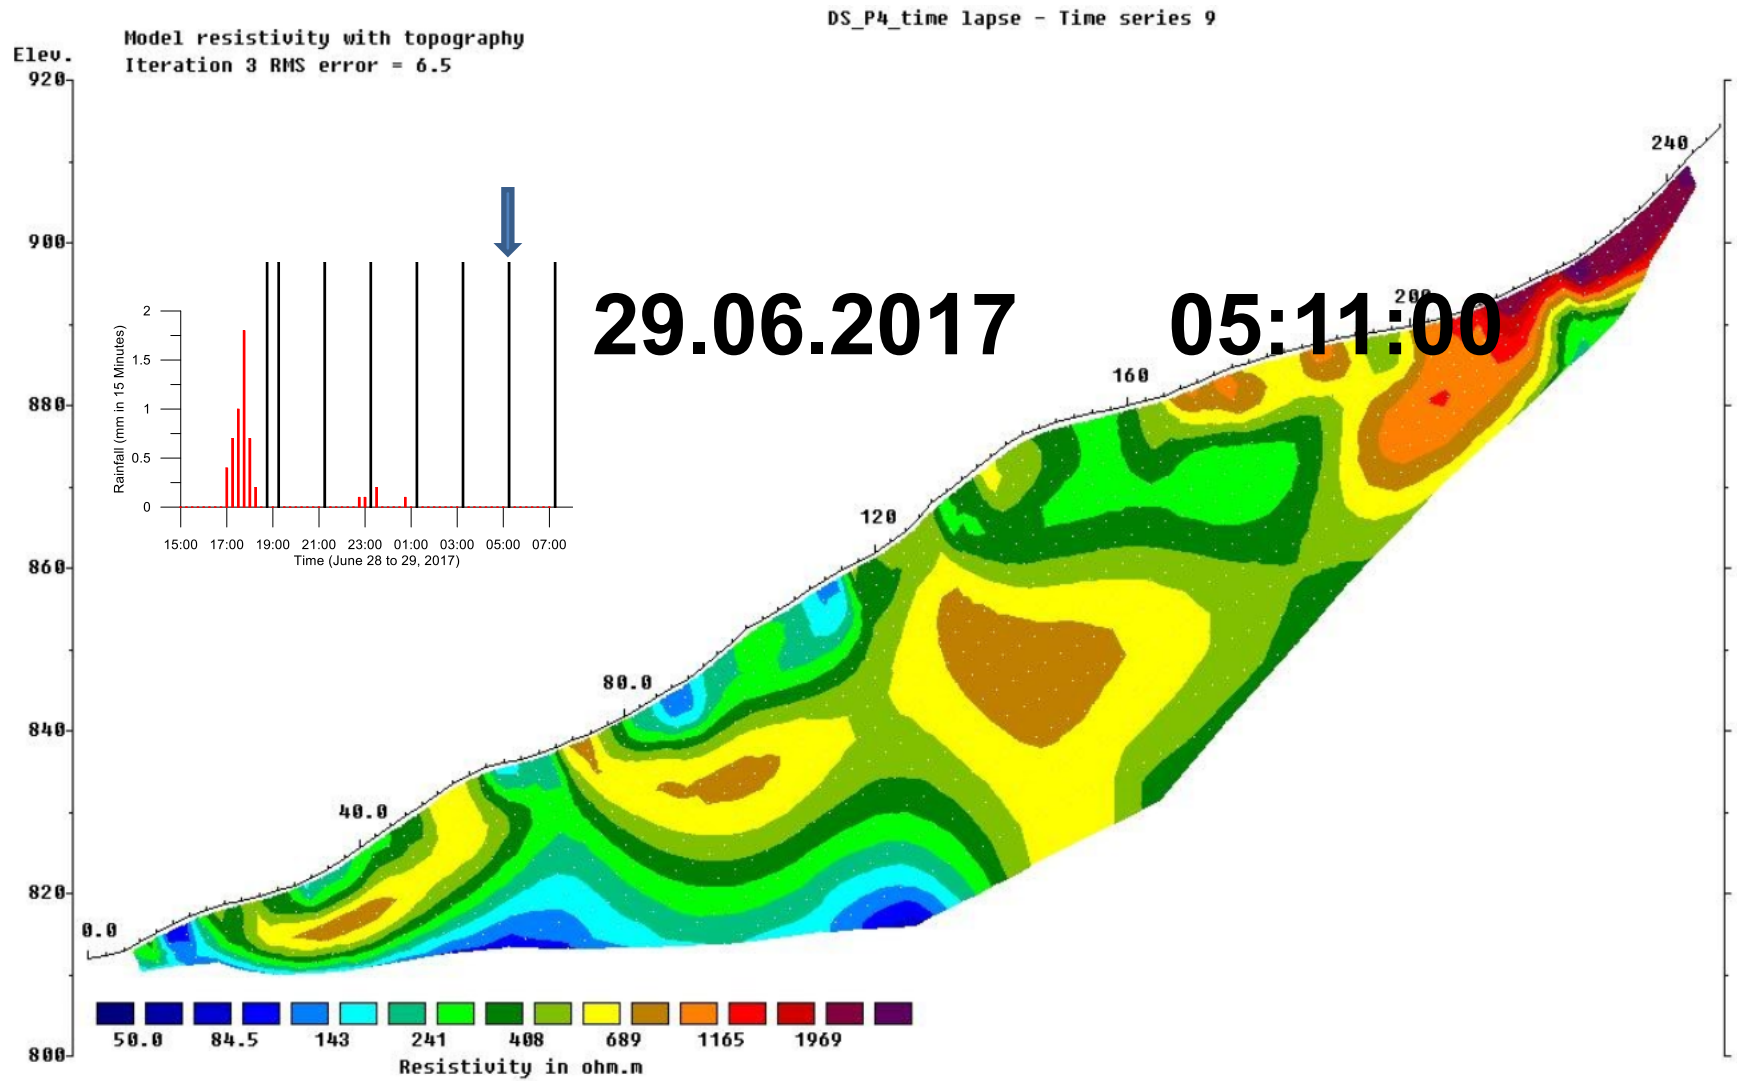 DS_P4_time lapse - Time series 9
Model resistivity with topography
Iteration 3 RMS error = 6.5
Elev.
920
900
880
860
840
820
800
0.0
40.0
80.0
120
160
200
240
29.06.2017 05:11:00
Rainfall (mm in 15 Minutes)
2
1.5
1
0.5
0
15:00 17:00 19:00 21:00 23:00 01:00 03:00 05:00 07:00
Time (June 28 to 29, 2017)
50.0 84.5 143 241 408 689 1165 1969
Resistivity in ohm.m